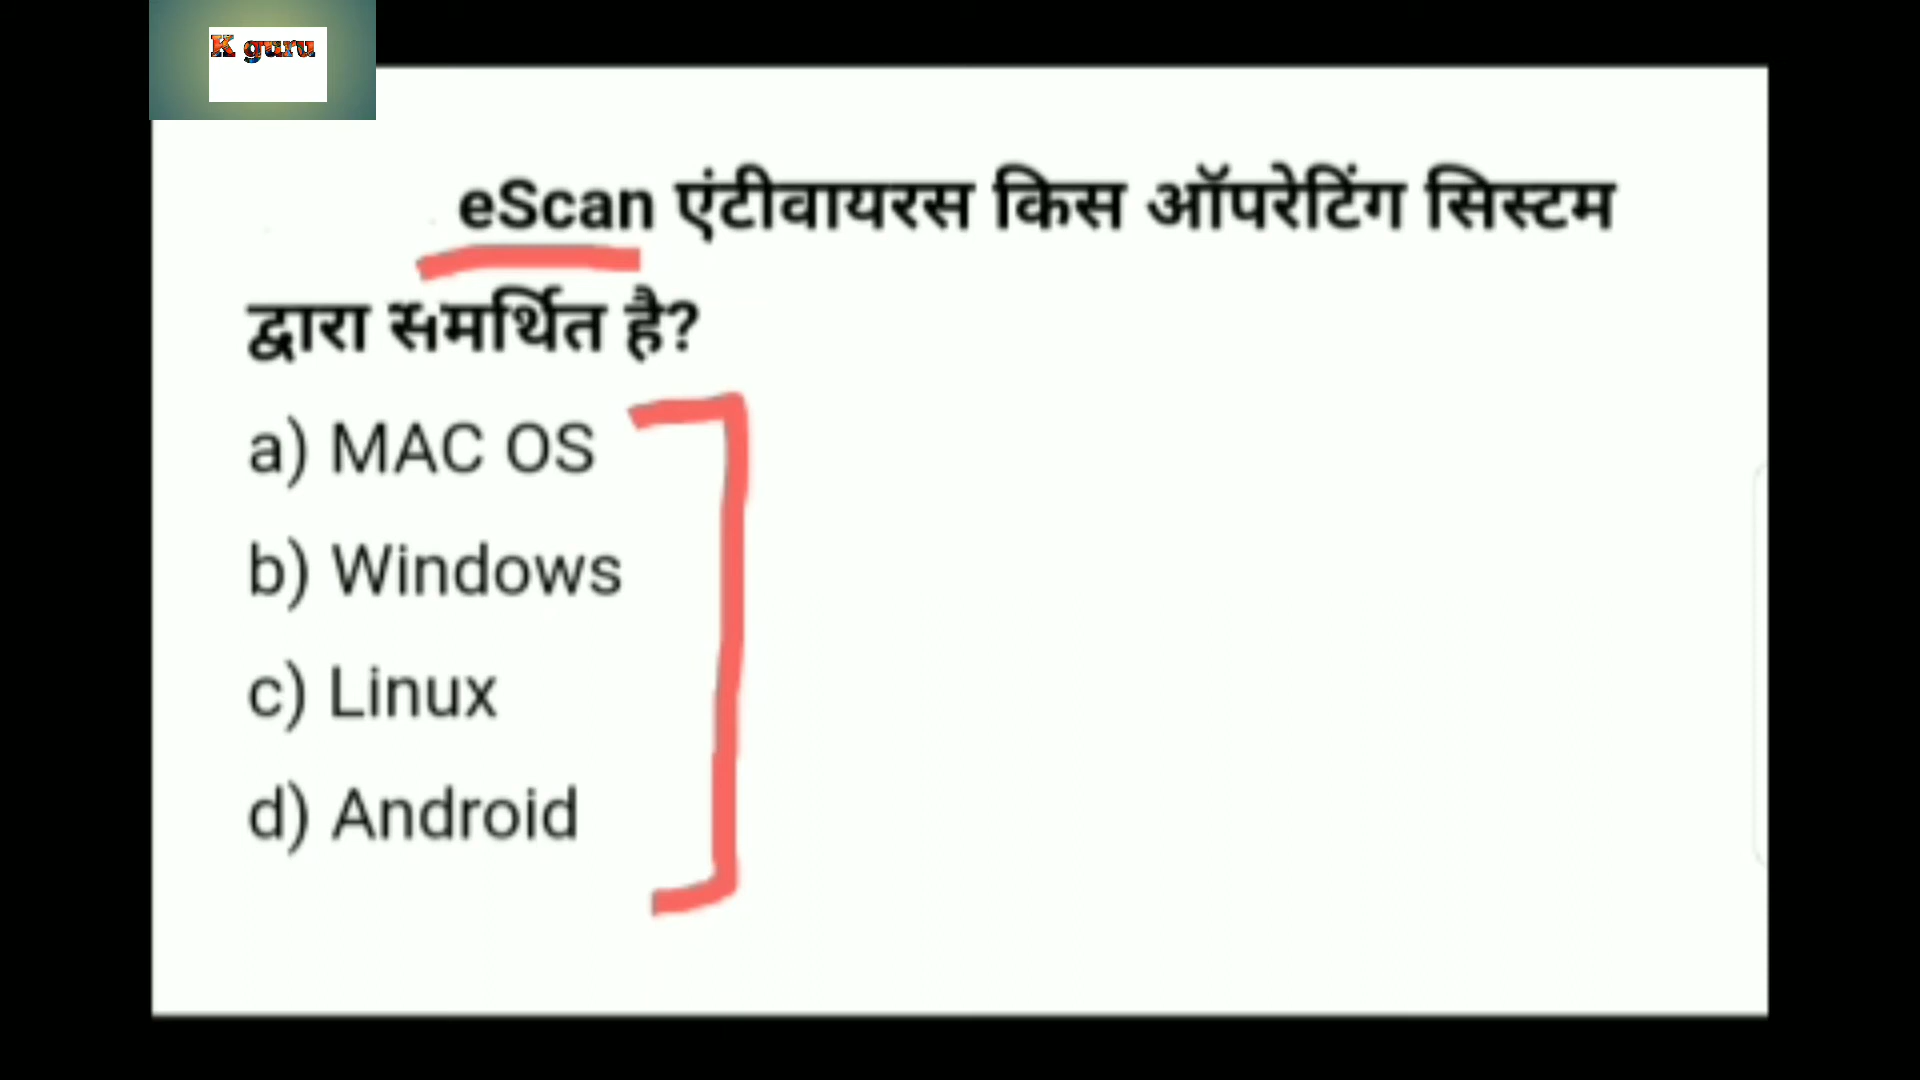 K guru
eScan एंटीवायरस किस ऑपरेटिंग सिस्टम
द्वारा समर्थित है?
a) MAC OS
b) Windows
c) Linux
d) Android